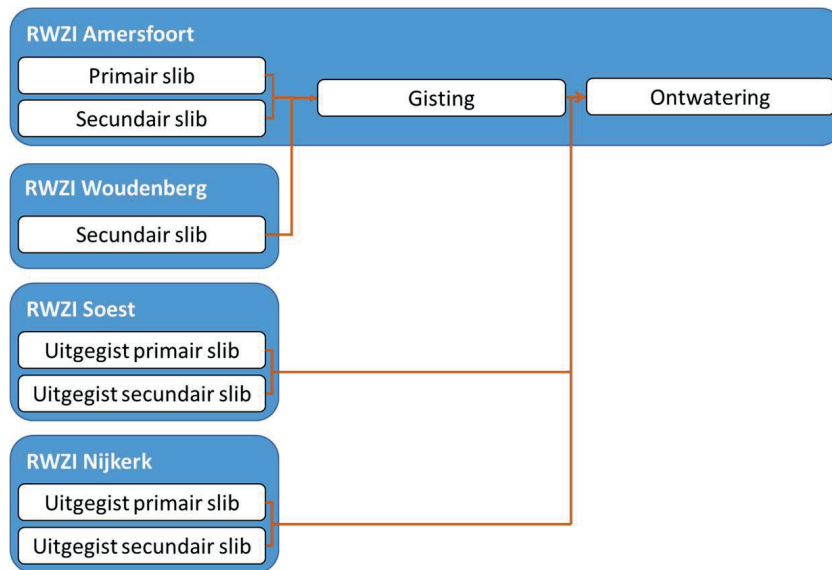 RWZI Amersfoort
Primair slib
Secundair slib
Gisting
Ontwatering
RWZI Woudenberg
Secundair slib
RWZI Soest
Uitgegist primair slib
Uitgegist secundair slib
RWZI Nijkerk
Uitgegist primair slib
Uitgegist secundair slib